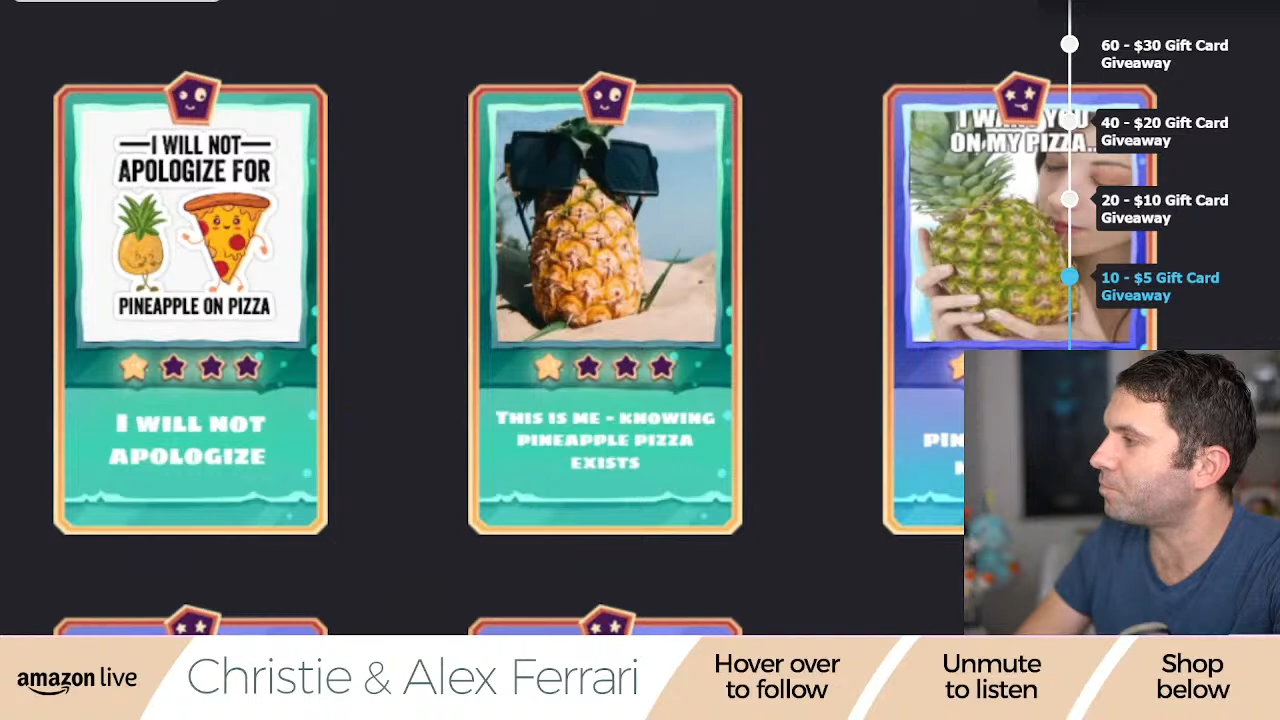 I WILL NOT
APOLOGIZE FOR
PINEAPPLE ON PIZZA
I WILL NOT
APOLOGIZE
THIS IS ME - KNOWING
PINEAPPLE PIZZA
EXISTS
YOU
ON MY PIZZA..
60 - $30 Gift Card
Giveaway
40 - $20 Gift Card
Giveaway
20 - $10 Gift Card
Giveaway
10 - $5 Gift Card
Giveaway
amazon live
Christie & Alex Ferrari
Hover over
to follow
Unmute
to listen
Shop
below